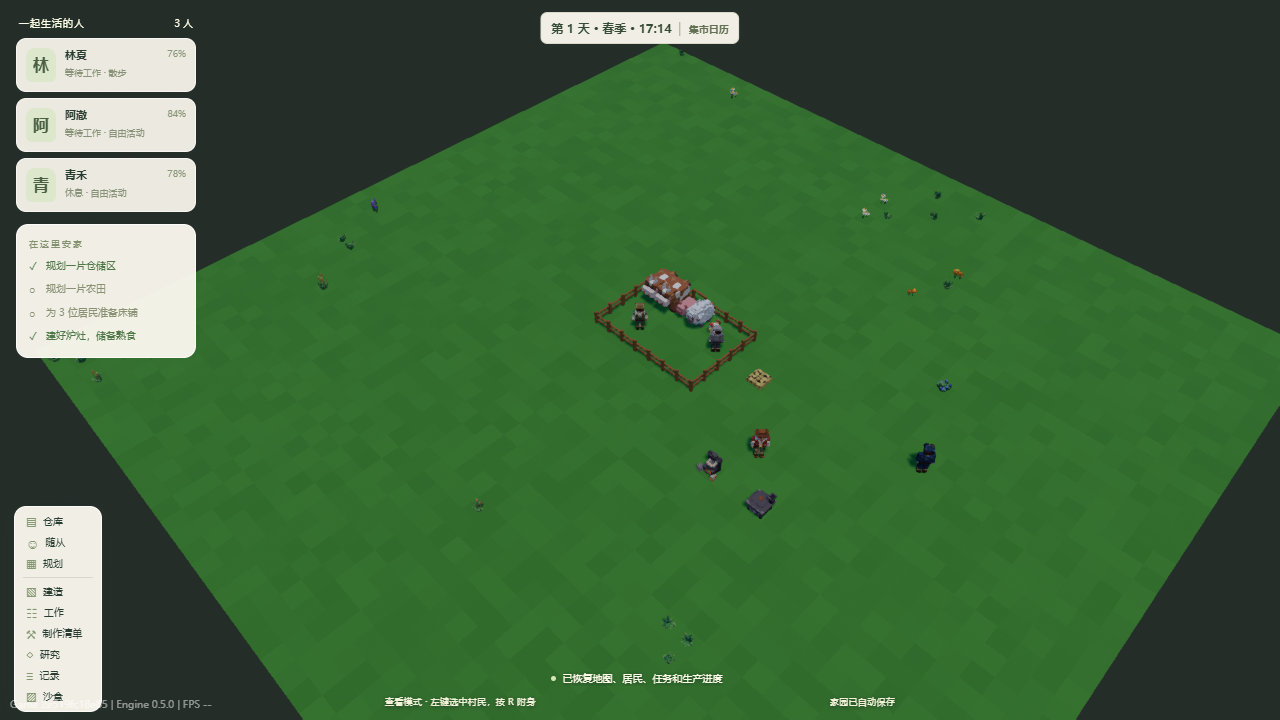 一起生活的人 3 人
第 1 天 • 春季 • 17:14 | 集市日历
林 林夏 76%
等待工作 · 散步
阿 阿澈 84%
等待工作 · 自由活动
青 青禾 78%
休息 · 自由活动
在这里安家
✓ 规划一片仓储区
○ 规划一片农田
○ 为 3 位居民准备床铺
✓ 建好炉灶，储备熟食
仓库
随从
规划
建造
工作
制作清单
研究
记录
沙盒
| Engine 0.5.0 | FPS --
已恢复地图、居民、任务和生产进度
查看模式 · 左键选中村民，按 R 附身
家园已自动保存